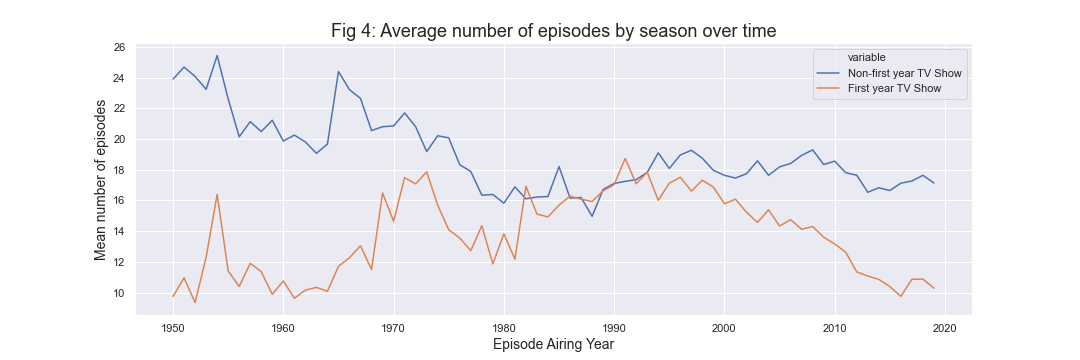 Fig 4: Average number of episodes by season over time
26
24
22
20
18
16
14
12
10
Mean number of episodes
variable
Non-first year TV Show
First year TV Show
1950 1960 1970 1980 1990 2000 2010 2020
Episode Airing Year